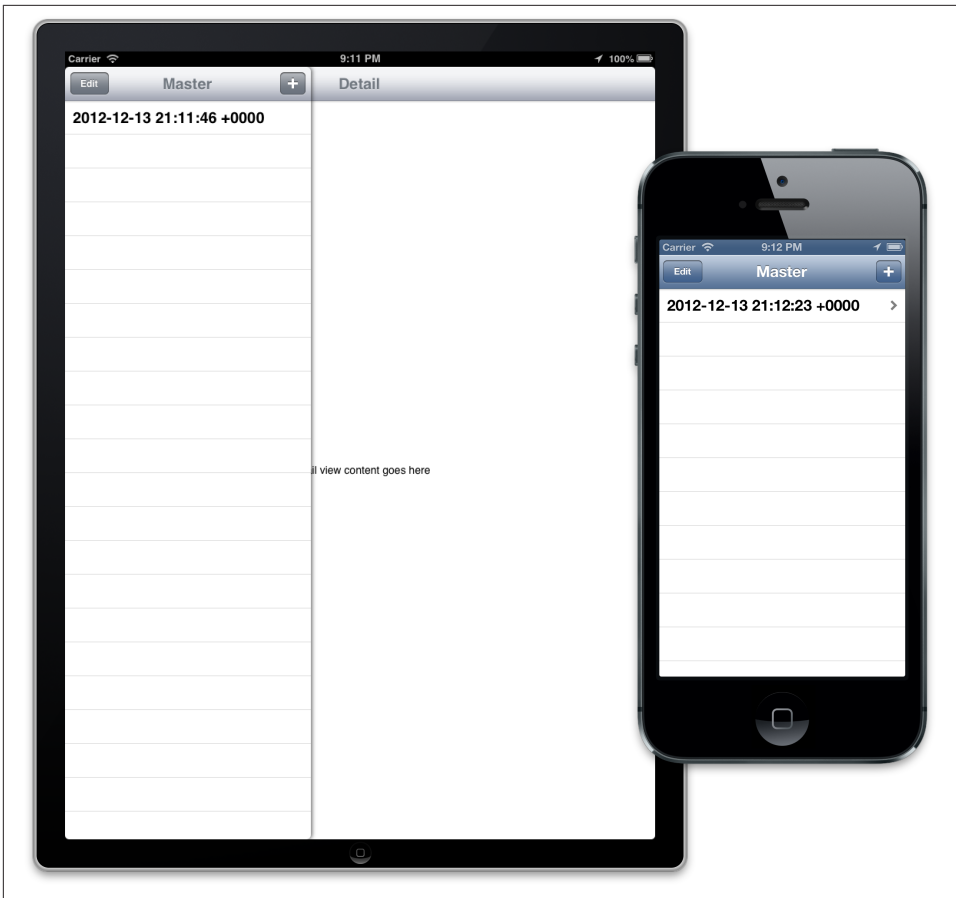 Carrier 9:11 PM 100%
Edit Master + Detail
2012-12-13 21:11:46 +0000
il view content goes here
Carrier 9:12 PM
Edit Master +
2012-12-13 21:12:23 +0000